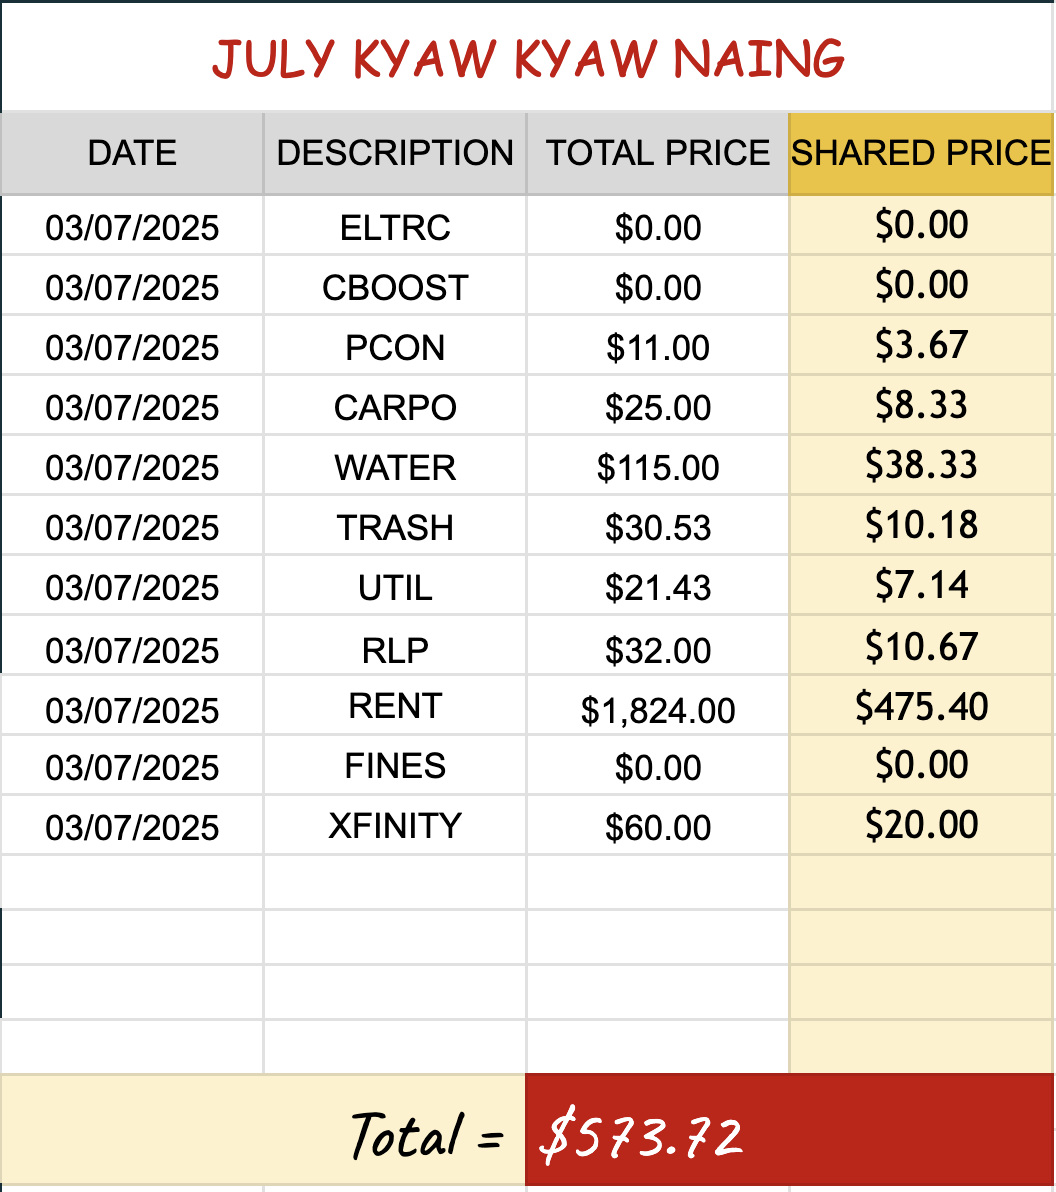 JULY KYAW KYAW NAING
DATE DESCRIPTION TOTAL PRICE SHARED PRICE
03/07/2025 ELTRC $0.00 $0.00
03/07/2025 CBOOST $0.00 $0.00
03/07/2025 PCON $11.00 $3.67
03/07/2025 CARPO $25.00 $8.33
03/07/2025 WATER $115.00 $38.33
03/07/2025 TRASH $30.53 $10.18
03/07/2025 UTIL $21.43 $7.14
03/07/2025 RLP $32.00 $10.67
03/07/2025 RENT $1,824.00 $475.40
03/07/2025 FINES $0.00 $0.00
03/07/2025 XFINITY $60.00 $20.00
Total = $573.72